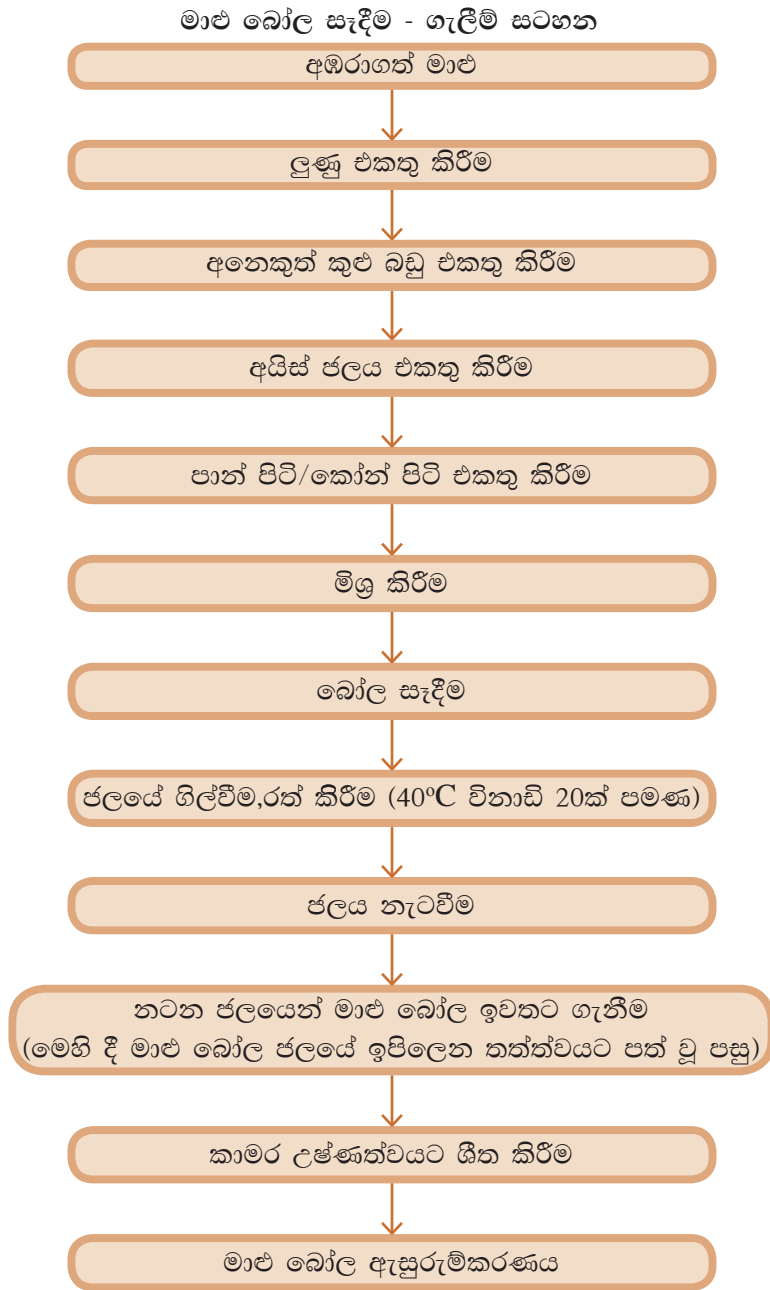 මාළු බෝල සෑදීම - ගැලීම් සටහන
අඹරාගත් මාළු
ලුණු එකතු කිරීම
අනෙකුත් කුළු බඩු එකතු කිරීම
අයිස් ජලය එකතු කිරීම
පාන් පිටි/කෝන් පිටි එකතු කිරීම
මිශ්‍ර කිරීම
බෝල සෑදීම
ජලයේ ගිල්වීම,රත් කිරීම (40ºC විනාඩි 20ක් පමණ)
ජලය නැටවීම
නටන ජලයෙන් මාළු බෝල ඉවතට ගැනීම
(මෙහි දී මාළු බෝල ජලයේ ඉපිලෙන තත්ත්වයට පත් වූ පසු)
කාමර උෂ්ණත්වයට ශීත කිරීම
මාළු බෝල ඇසුරුම්කරණය